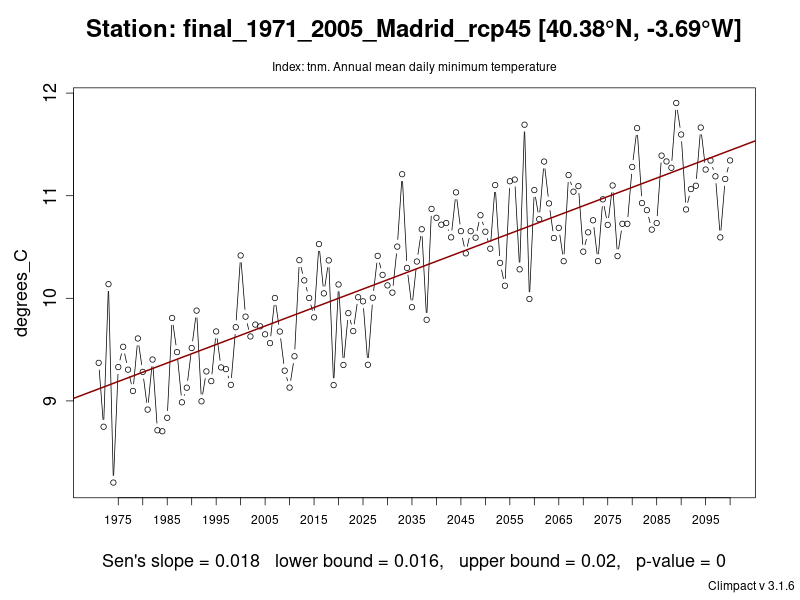 Station: final_1971_2005_Madrid_rcp45 [40.38°N, -3.69°W]
Index: tnm. Annual mean daily minimum temperature
degrees_C
12
11
10
9
1975 1985 1995 2005 2015 2025 2035 2045 2055 2065 2075 2085 2095
Sen's slope = 0.018 lower bound = 0.016, upper bound = 0.02, p-value = 0
Climpact v 3.1.6